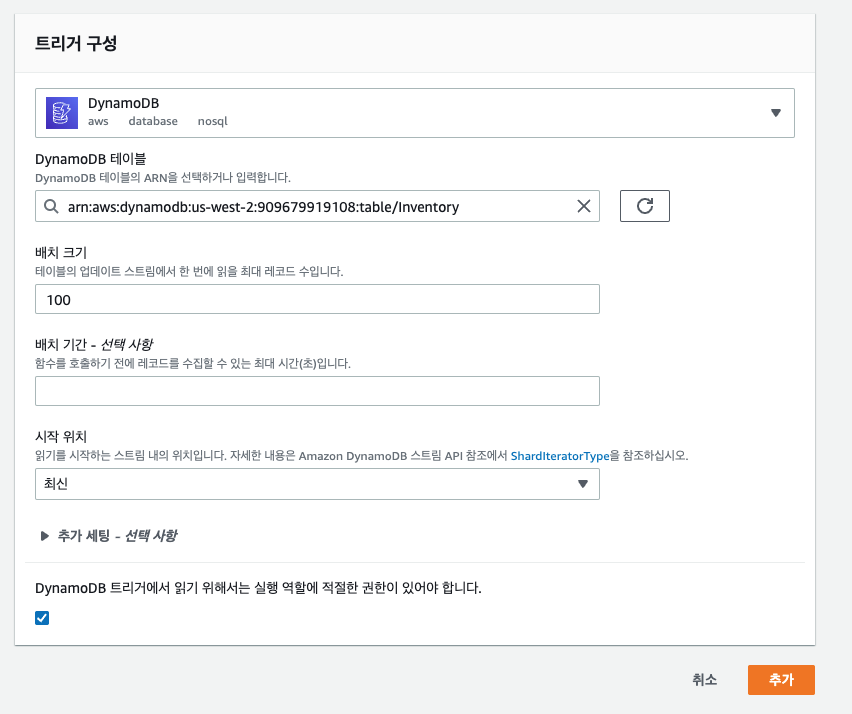 트리거 구성
DynamoDB
aws database nosql
DynamoDB 테이블
DynamoDB 테이블의 ARN을 선택하거나 입력합니다.
arn:aws:dynamodb:us-west-2:909679919108:table/Inventory
배치 크기
테이블의 업데이트 스트림에서 한 번에 읽을 최대 레코드 수입니다.
100
배치 기간 - 선택 사항
함수를 호출하기 전에 레코드를 수집할 수 있는 최대 시간(초)입니다.
시작 위치
읽기를 시작하는 스트림 내의 위치입니다. 자세한 내용은 Amazon DynamoDB 스트림 API 참조에서 ShardIteratorType을 참조하십시오.
최신
추가 세팅 - 선택 사항
DynamoDB 트리거에서 읽기 위해서는 실행 역할에 적절한 권한이 있어야 합니다.
취소 추가